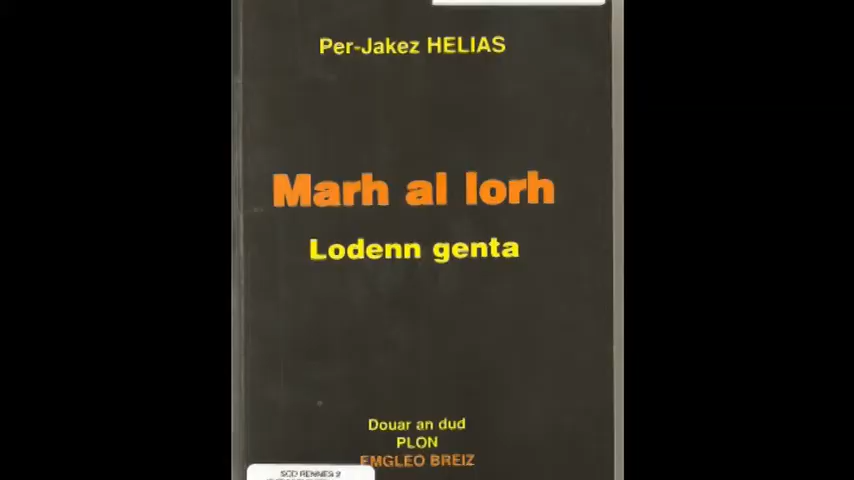 Per-Jakez HELIAS
Marh al lorh
Lodenn genta
Douar an dud
PLON
EMGLEO BREIZ
SCD RENNES 2